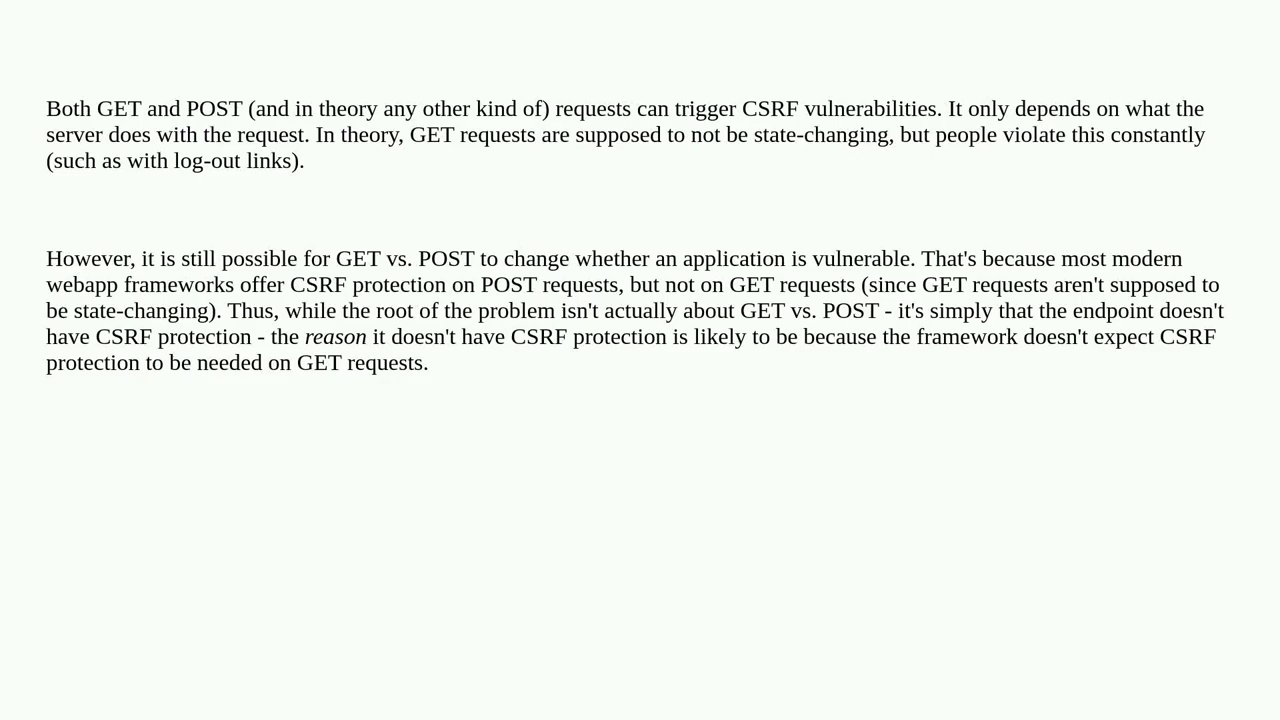 Both GET and POST (and in theory any other kind of) requests can trigger CSRF vulnerabilities. It only depends on what the
server does with the request. In theory, GET requests are supposed to not be state-changing, but people violate this constantly
(such as with log-out links).
However, it is still possible for GET vs. POST to change whether an application is vulnerable. That's because most modern
webapp frameworks offer CSRF protection on POST requests, but not on GET requests (since GET requests aren't supposed to
be state-changing). Thus, while the root of the problem isn't actually about GET vs. POST - it's simply that the endpoint doesn't
have CSRF protection - the reason it doesn't have CSRF protection is likely to be because the framework doesn't expect CSRF
protection to be needed on GET requests.